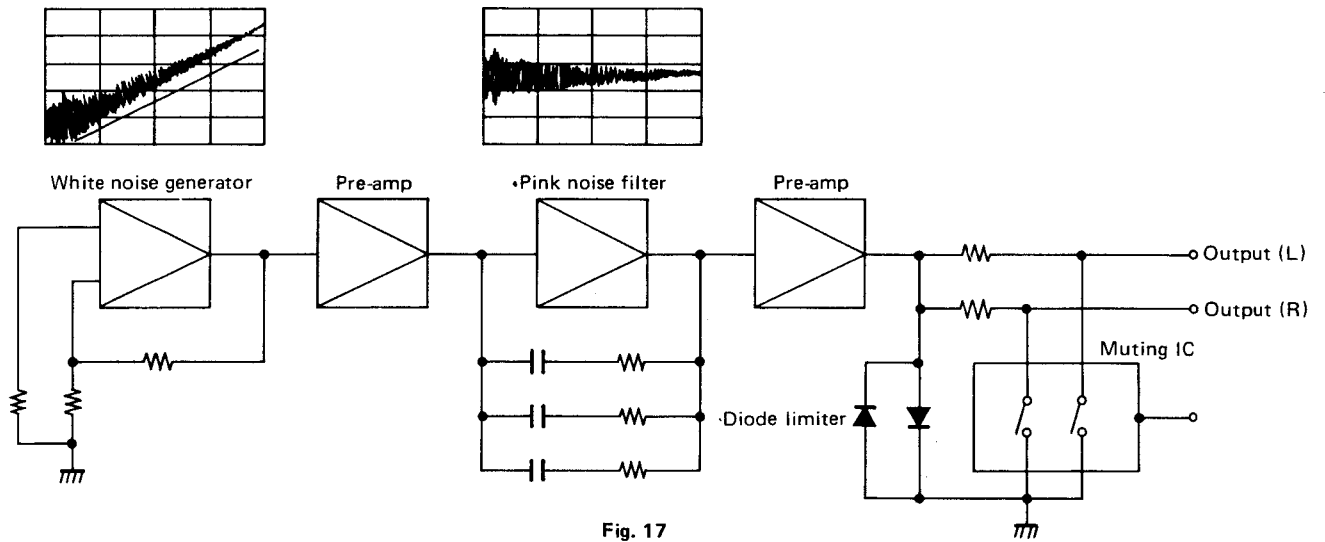 White noise generator
Pre-amp
Pink noise filter
Pre-amp
Output (L)
Output (R)
Muting IC
Diode limiter
Fig. 17